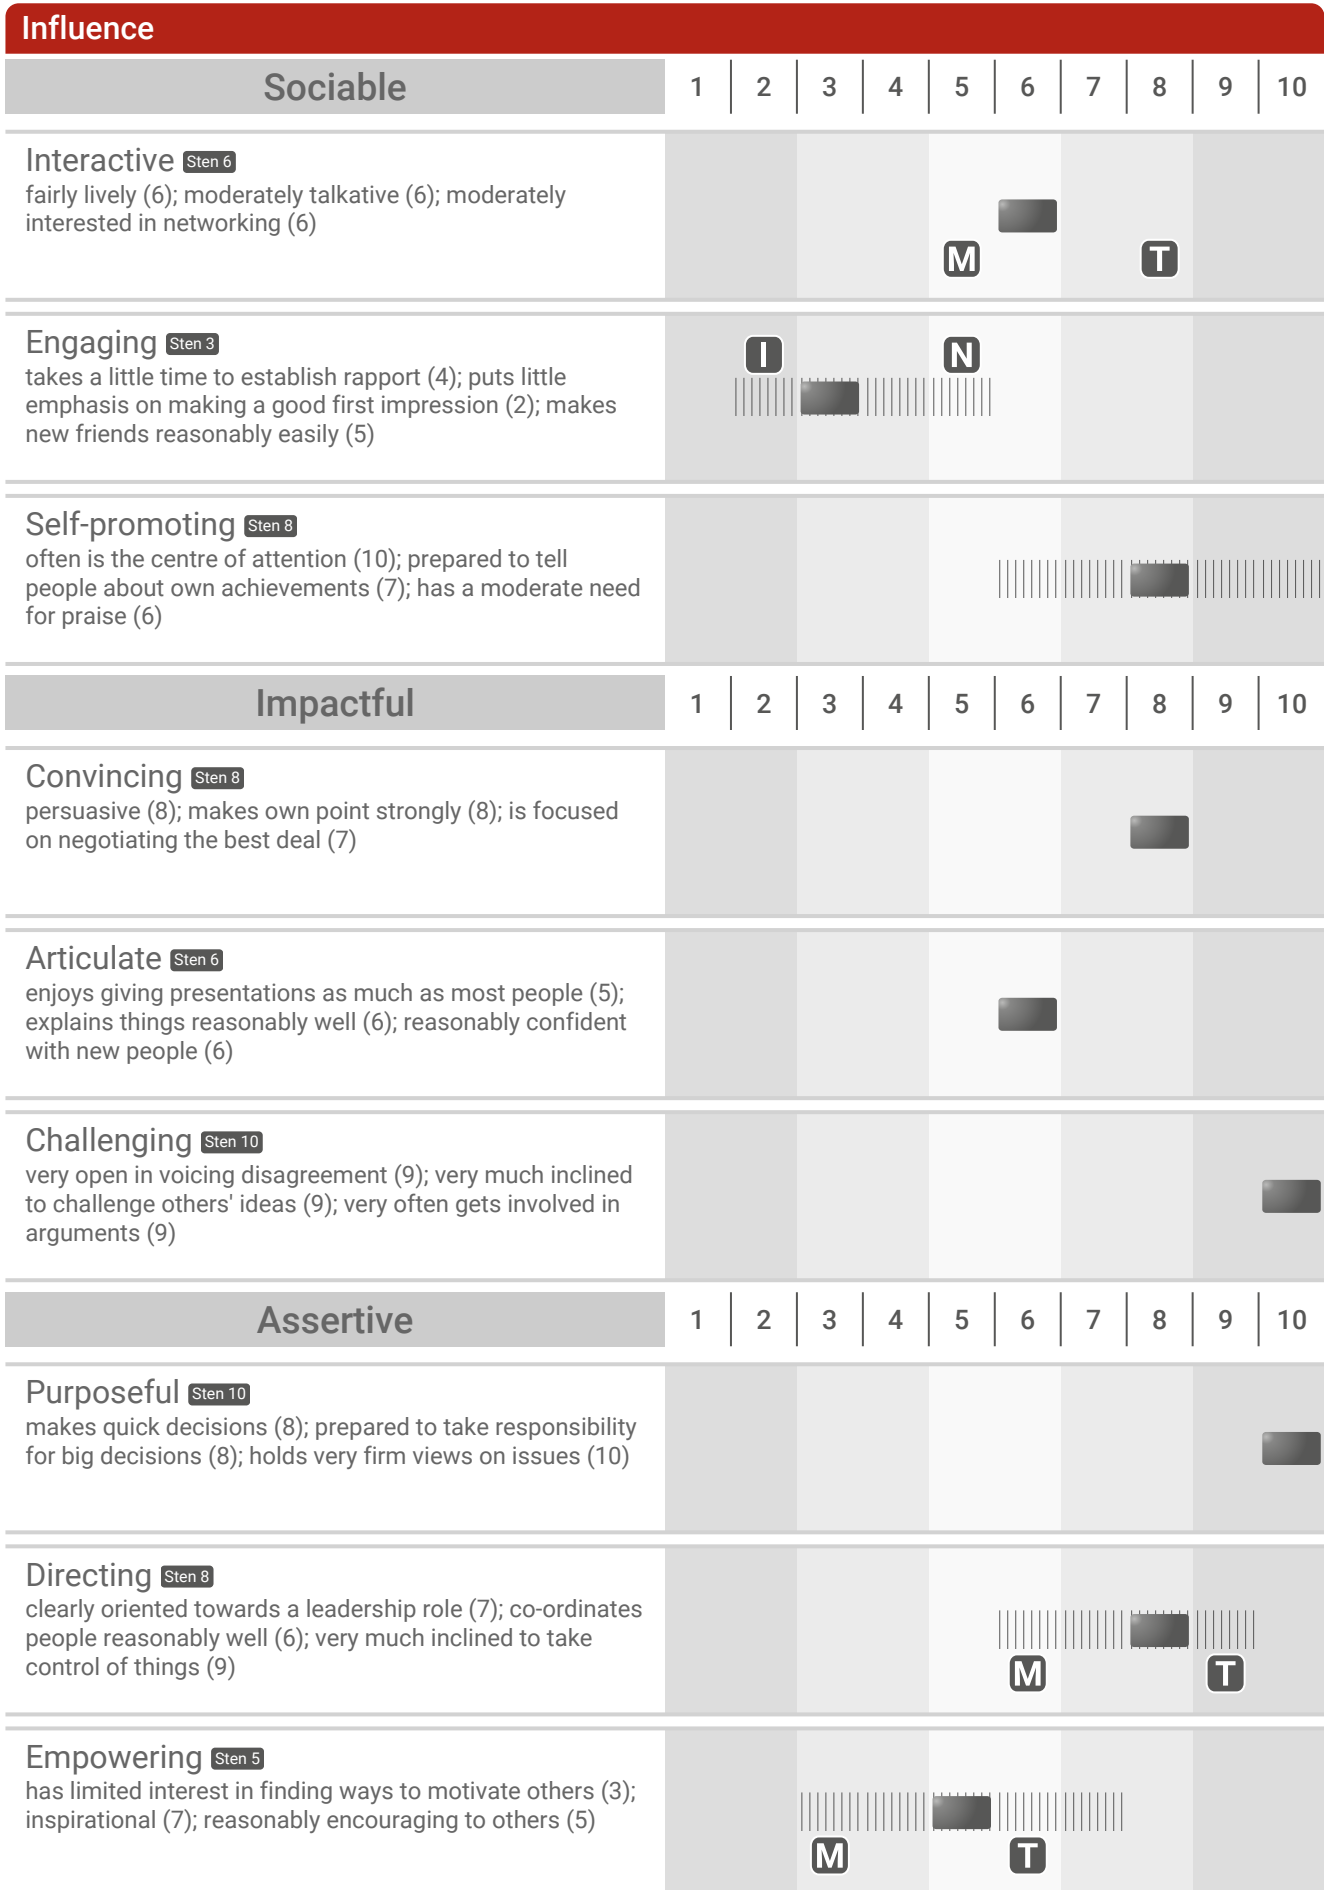 Influence
Sociable 1 2 3 4 5 6 7 8 9 10
Interactive Sten 6
fairly lively (6); moderately talkative (6); moderately
interested in networking (6)
M T
Engaging Sten 3
I N
takes a little time to establish rapport (4); puts little
emphasis on making a good first impression (2); makes
new friends reasonably easily (5)
Self-promoting Sten 8
often is the centre of attention (10); prepared to tell
people about own achievements (7); has a moderate need
for praise (6)
Impactful 1 2 3 4 5 6 7 8 9 10
Convincing Sten 8
persuasive (8); makes own point strongly (8); is focused
on negotiating the best deal (7)
Articulate Sten 6
enjoys giving presentations as much as most people (5);
explains things reasonably well (6); reasonably confident
with new people (6)
Challenging Sten 10
very open in voicing disagreement (9); very much inclined
to challenge others' ideas (9); very often gets involved in
arguments (9)
Assertive 1 2 3 4 5 6 7 8 9 10
Purposeful Sten 10
makes quick decisions (8); prepared to take responsibility
for big decisions (8); holds very firm views on issues (10)
Directing Sten 8
clearly oriented towards a leadership role (7); co-ordinates
people reasonably well (6); very much inclined to take
control of things (9)
M T
Empowering Sten 5
has limited interest in finding ways to motivate others (3);
inspirational (7); reasonably encouraging to others (5)
M T